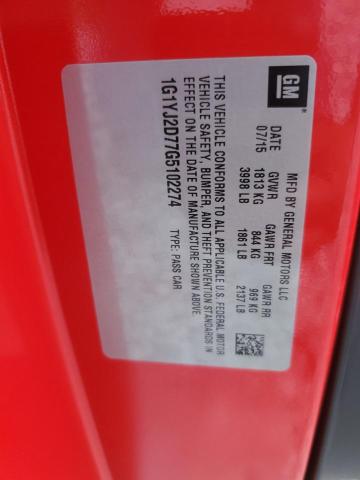 GM
MFD BY GENERAL MOTORS LLC
DATE GVWR GAWR FRT GAWR RR
07/15 1813 KG 844 KG 969 KG
3998 LB 1861 LB 2137 LB
THIS VEHICLE CONFORMS TO ALL APPLICABLE U.S. FEDERAL MOTOR
VEHICLE SAFETY, BUMPER, AND THEFT PREVENTION STANDARDS IN
EFFECT ON THE DATE OF MANUFACTURE SHOWN ABOVE.
1G1YJ2D77G5102274 TYPE: PASS CAR